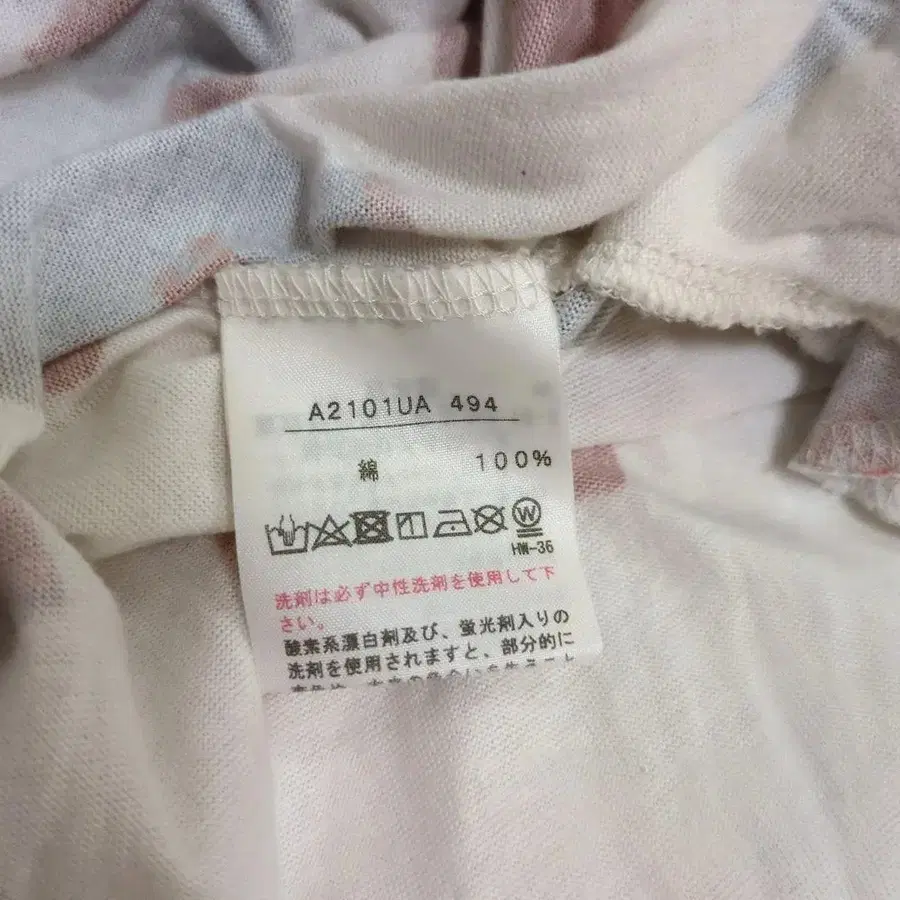 A2101UA 494
綿 100%
W
HW-36
洗剤は必ず中性洗剤を使用して下
さい。
酸素系漂白剤及び、蛍光剤入りの
洗剤を使用されますと、部分的に